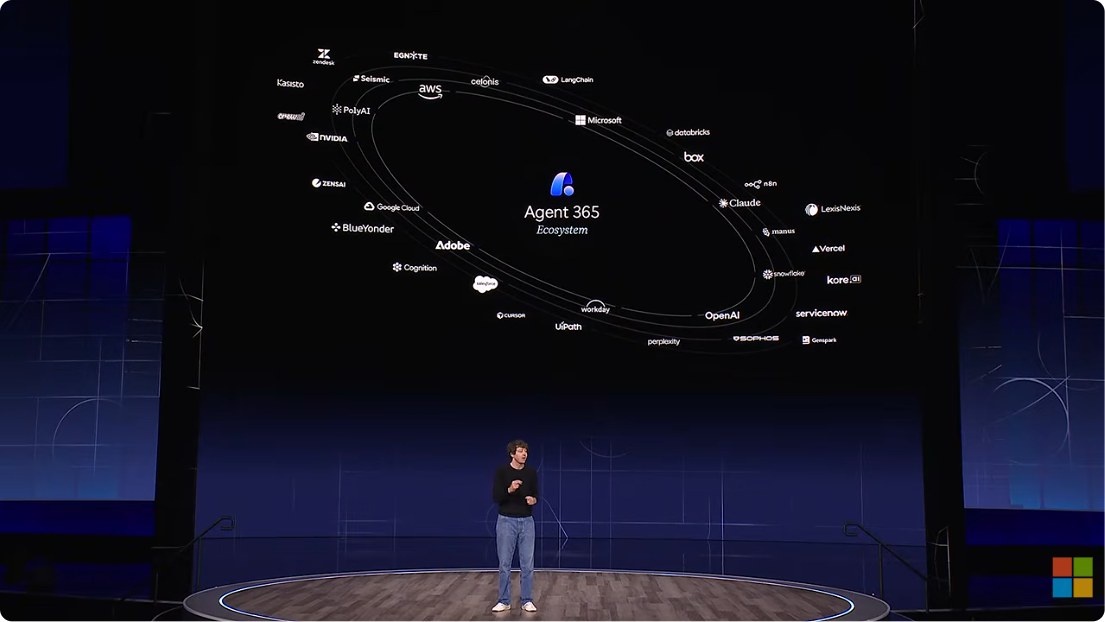 zendesk
EGNYTE
Kasisto
Seismic
celonis
LangChain
aws
PolyAI
crewai
Microsoft
NVIDIA
databricks
box
ZENSAI
n8n
Google Cloud
Claude
LexisNexis
Agent 365
Ecosystem
BlueYonder
manus
Adobe
Vercel
Cognition
snowflake
kore.ai
salesforce
workday
CURSOR
OpenAI
servicenow
UiPath
perplexity
SOPHOS
Genspark